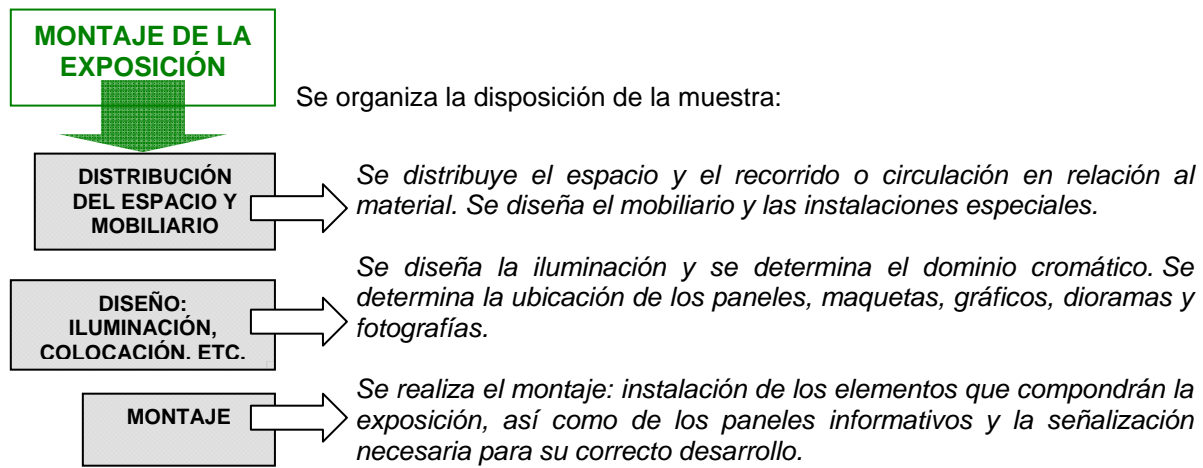 MONTAJE DE LA
EXPOSICIÓN
Se organiza la disposición de la muestra:
DISTRIBUCIÓN
DEL ESPACIO Y
MOBILIARIO
Se distribuye el espacio y el recorrido o circulación en relación al
material. Se diseña el mobiliario y las instalaciones especiales.
DISEÑO:
ILUMINACIÓN,
COLOCACIÓN, ETC.
Se diseña la iluminación y se determina el dominio cromático. Se
determina la ubicación de los paneles, maquetas, gráficos, dioramas y
fotografías.
MONTAJE
Se realiza el montaje: instalación de los elementos que compondrán la
exposición, así como de los paneles informativos y la señalización
necesaria para su correcto desarrollo.